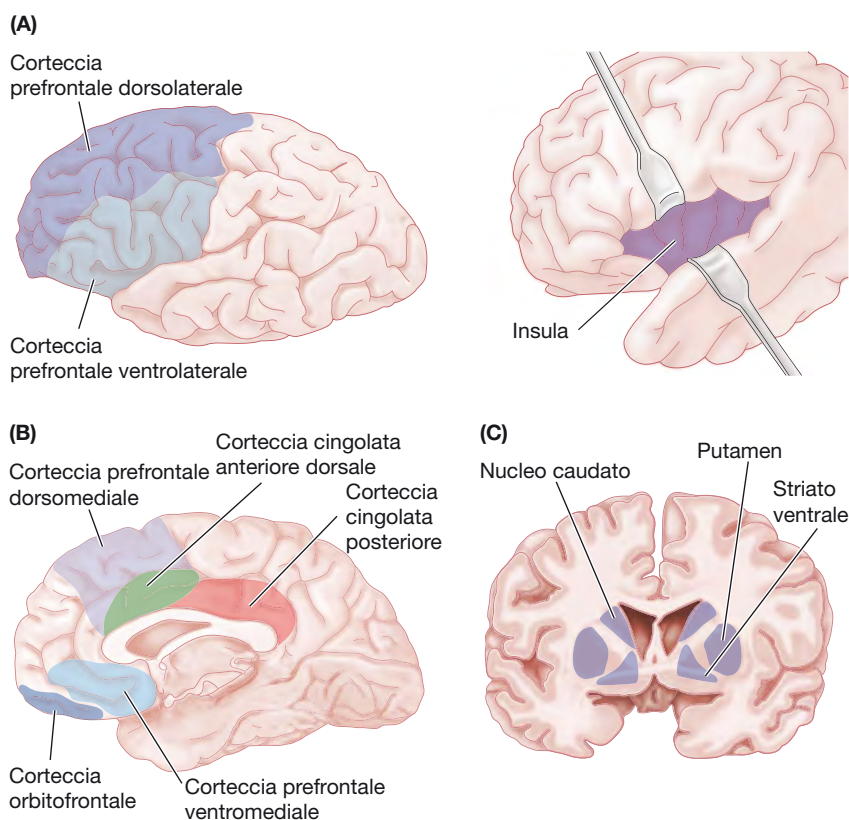 (A)
Corteccia
prefrontale dorsolaterale
Corteccia
prefrontale ventrolaterale
Insula
(B)
Corteccia prefrontale
dorsomediale
Corteccia cingolata
anteriore dorsale
Corteccia
cingolata
posteriore
Corteccia
orbitofrontale
Corteccia prefrontale
ventromediale
(C)
Nucleo caudato
Putamen
Striato
ventrale